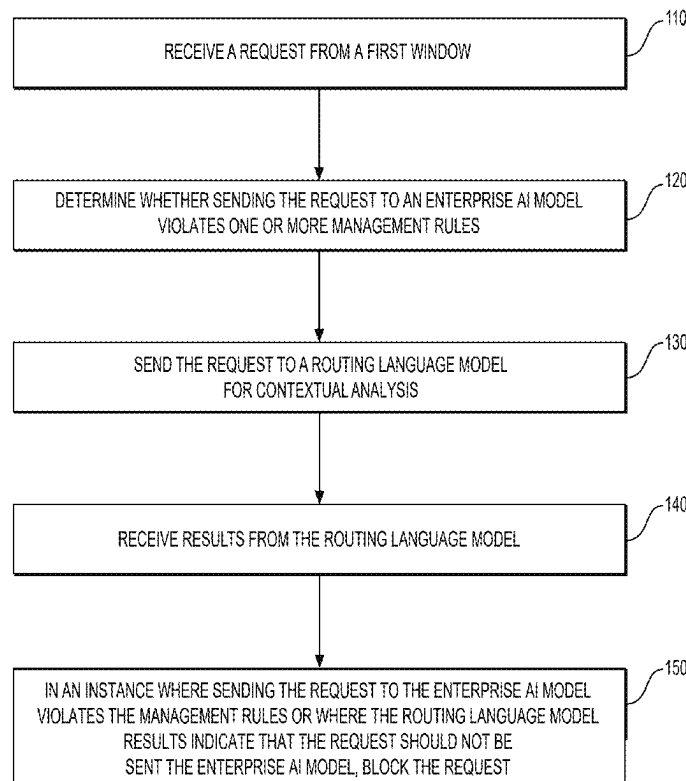 110
RECEIVE A REQUEST FROM A FIRST WINDOW
120
DETERMINE WHETHER SENDING THE REQUEST TO AN ENTERPRISE AI MODEL
VIOLATES ONE OR MORE MANAGEMENT RULES
130
SEND THE REQUEST TO A ROUTING LANGUAGE MODEL
FOR CONTEXTUAL ANALYSIS
140
RECEIVE RESULTS FROM THE ROUTING LANGUAGE MODEL
150
IN AN INSTANCE WHERE SENDING THE REQUEST TO THE ENTERPRISE AI MODEL
VIOLATES THE MANAGEMENT RULES OR WHERE THE ROUTING LANGUAGE MODEL
RESULTS INDICATE THAT THE REQUEST SHOULD NOT BE
SENT THE ENTERPRISE AI MODEL, BLOCK THE REQUEST